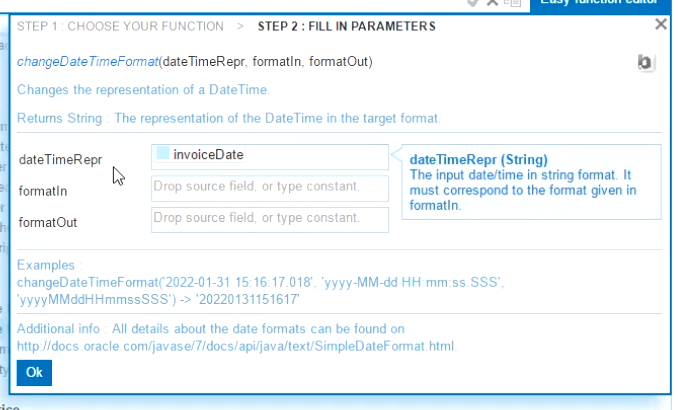 Easy function editor
STEP 1 : CHOOSE YOUR FUNCTION > STEP 2 : FILL IN PARAMETERS
changeDateTimeFormat(dateTimeRepr, formatIn, formatOut)
Changes the representation of a DateTime.
Returns String : The representation of the DateTime in the target format.
dateTimeRepr
invoiceDate
formatIn
Drop source field, or type constant.
formatOut
Drop source field, or type constant.
dateTimeRepr (String)
The input date/time in string format. It
must correspond to the format given in
formatIn.
Examples :
changeDateTimeFormat('2022-01-31 15:16:17.018', 'yyyy-MM-dd HH:mm:ss.SSS',
'yyyyMMddHHmmssSSS') -> '20220131151617'
Additional info : All details about the date formats can be found on
http://docs.oracle.com/javase/7/docs/api/java/text/SimpleDateFormat.html.
Ok